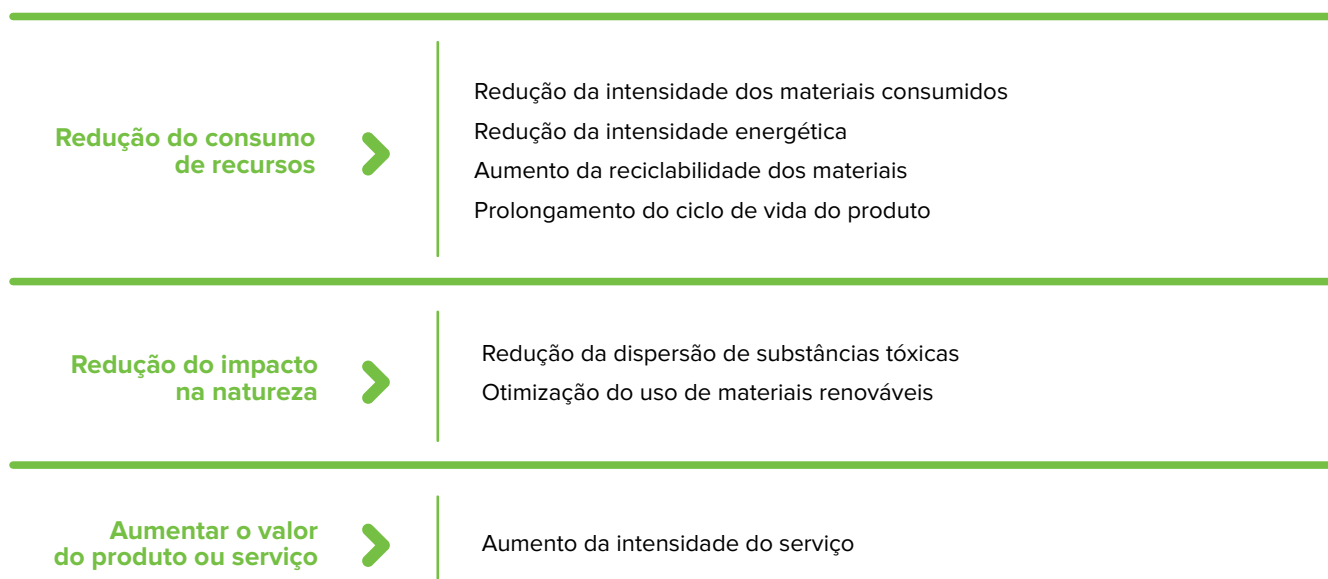 Redução do consumo
de recursos
Redução da intensidade dos materiais consumidos
Redução da intensidade energética
Aumento da reciclabilidade dos materiais
Prolongamento do ciclo de vida do produto
Redução do impacto
na natureza
Redução da dispersão de substâncias tóxicas
Otimização do uso de materiais renováveis
Aumentar o valor
do produto ou serviço
Aumento da intensidade do serviço